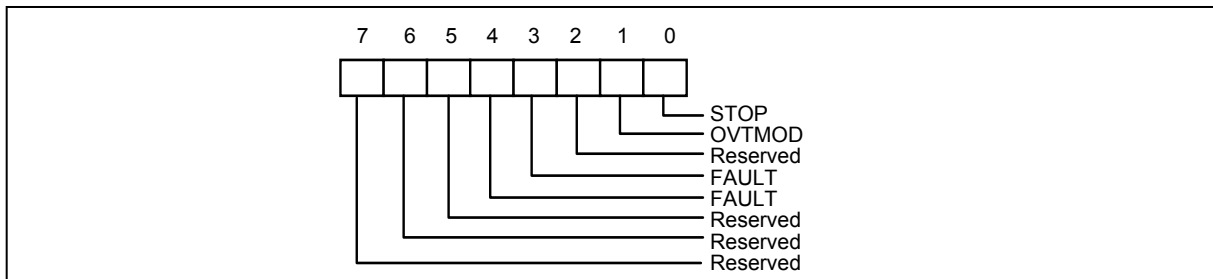 7 6 5 4 3 2 1 0
STOP
OVTMOD
Reserved
FAULT
FAULT
Reserved
Reserved
Reserved